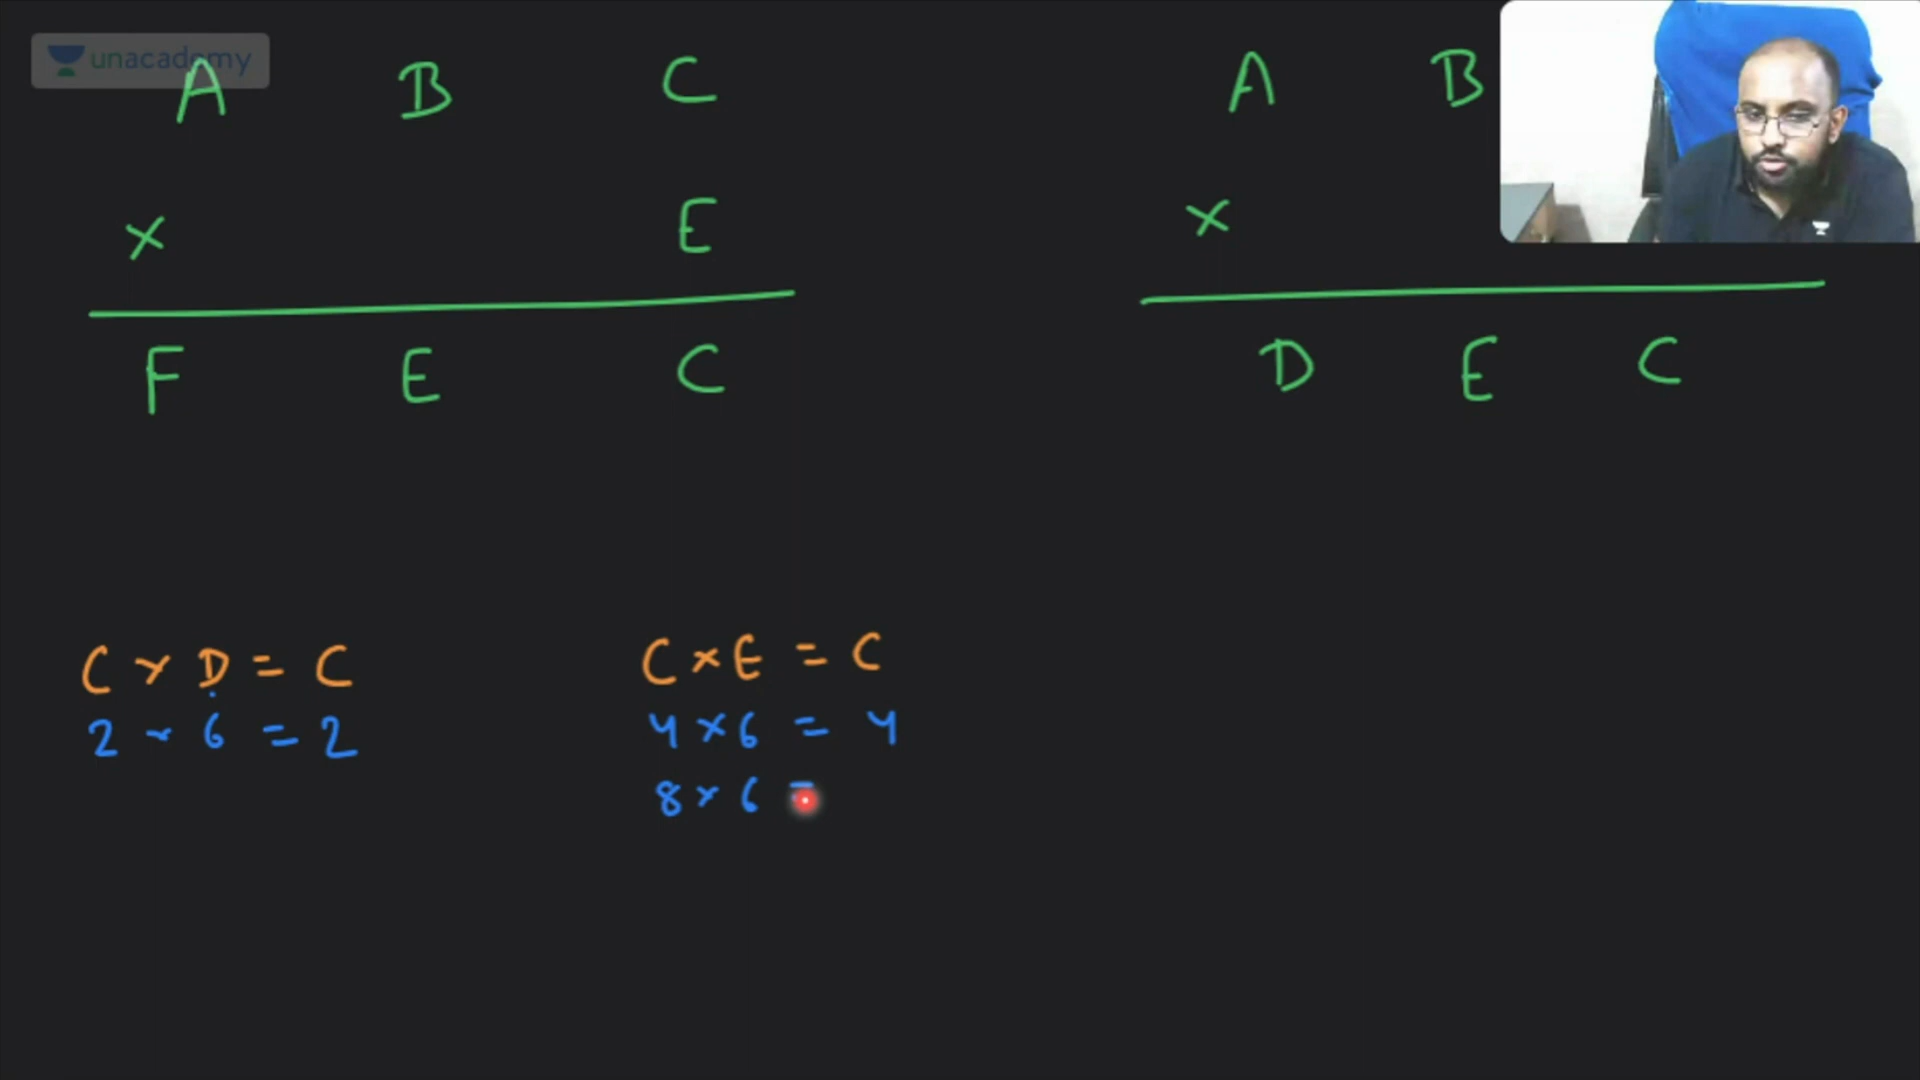 unacademy
A B C
× E
F E C
A B
×
D E C
C × D = C
2 × 6 = 2
C × E = C
4 × 6 = 4
8 × 6 =